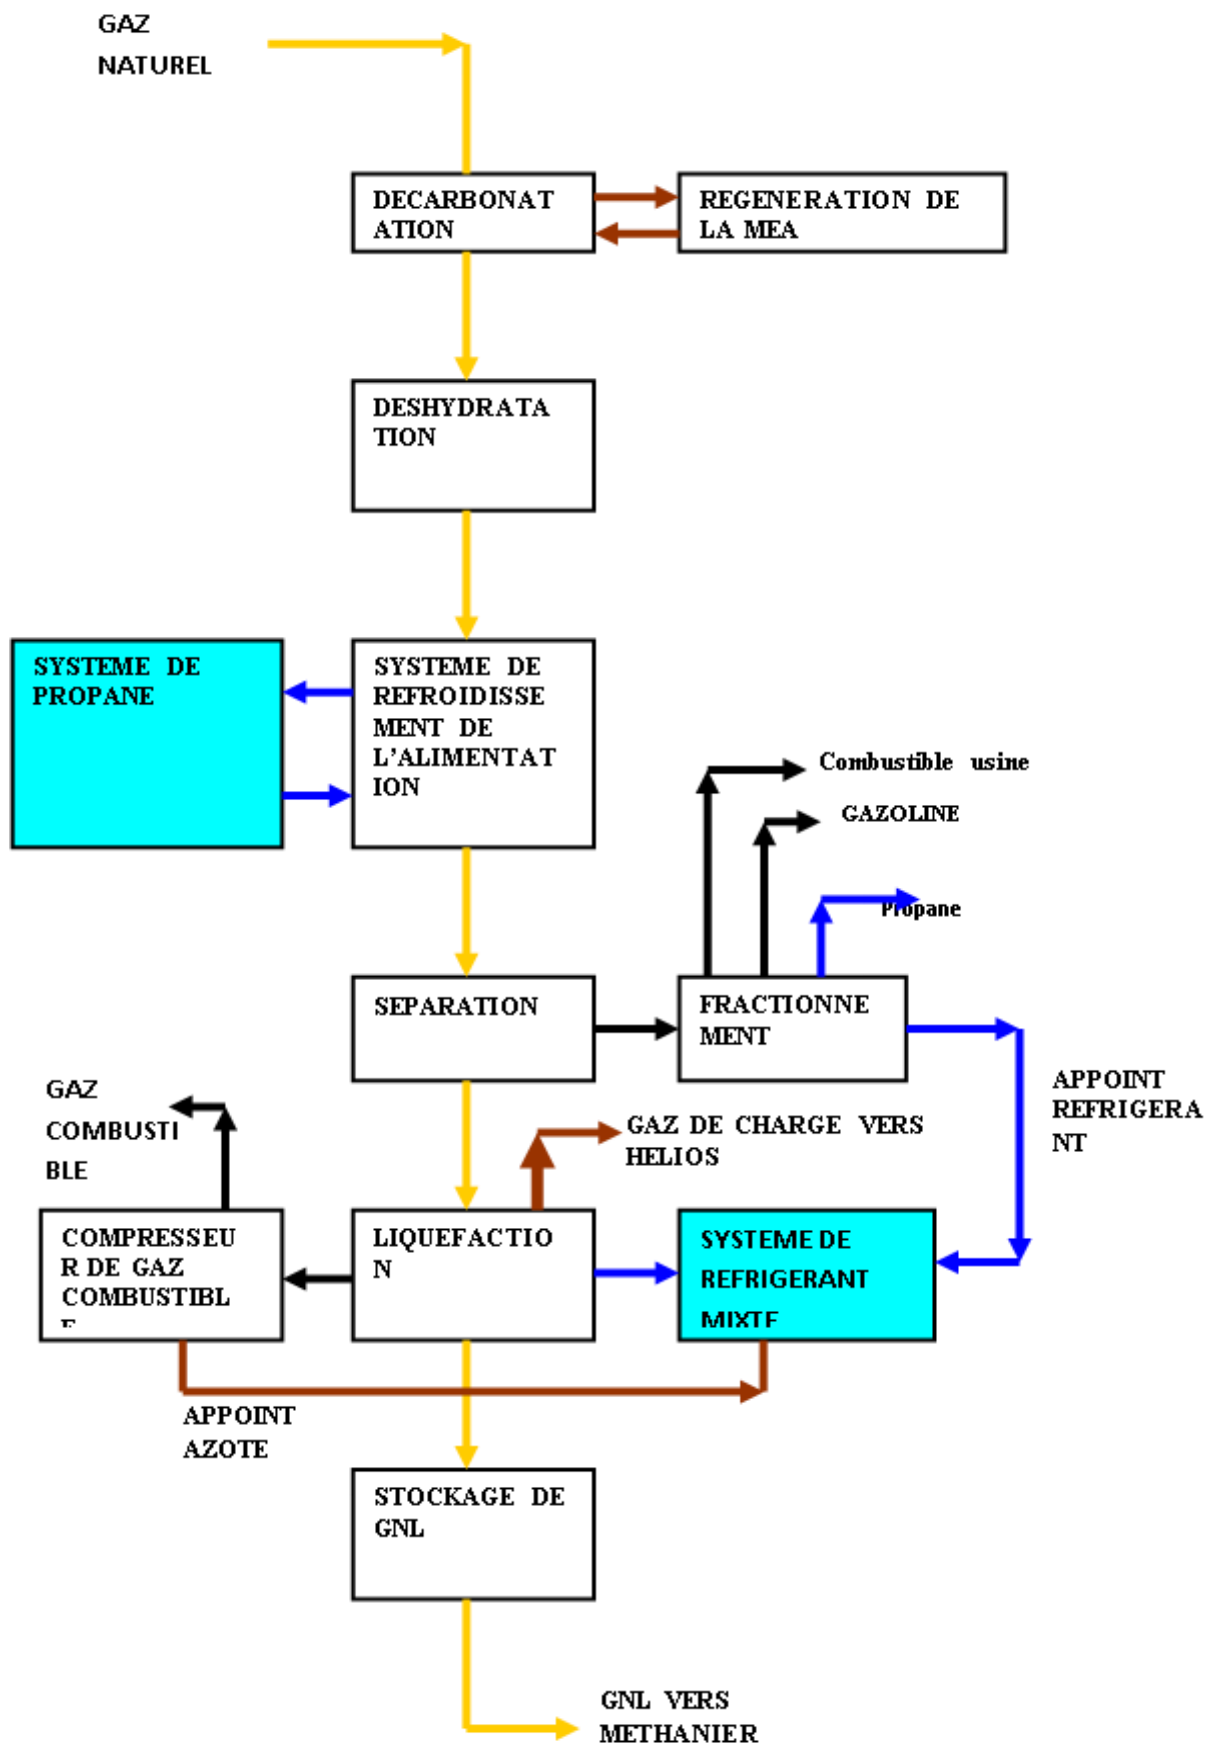 GAZ
NATUREL
DECARBONAT
ATION
REGENERATION DE
LA MEA
DESHYDRATA
TION
SYSTEME DE
PROPANE
SYSTEME DE
REFROIDISSE
MENT DE
L'ALIMENTAT
ION
Combustible usine
GAZOLINE
Propane
SEPARATION
FRACTIONNE
MENT
APPOINT
REFRIGERA
NT
GAZ
COMBUSTI
BLE
GAZ DE CHARGE VERS
HELIOS
COMPRESSEU
R DE GAZ
COMBUSTIBL
E
LIQUEFACTIO
N
SYSTEME DE
REFRIGERANT
MIXTE
APPOINT
AZOTE
STOCKAGE DE
GNL
GNL VERS
METHANIER